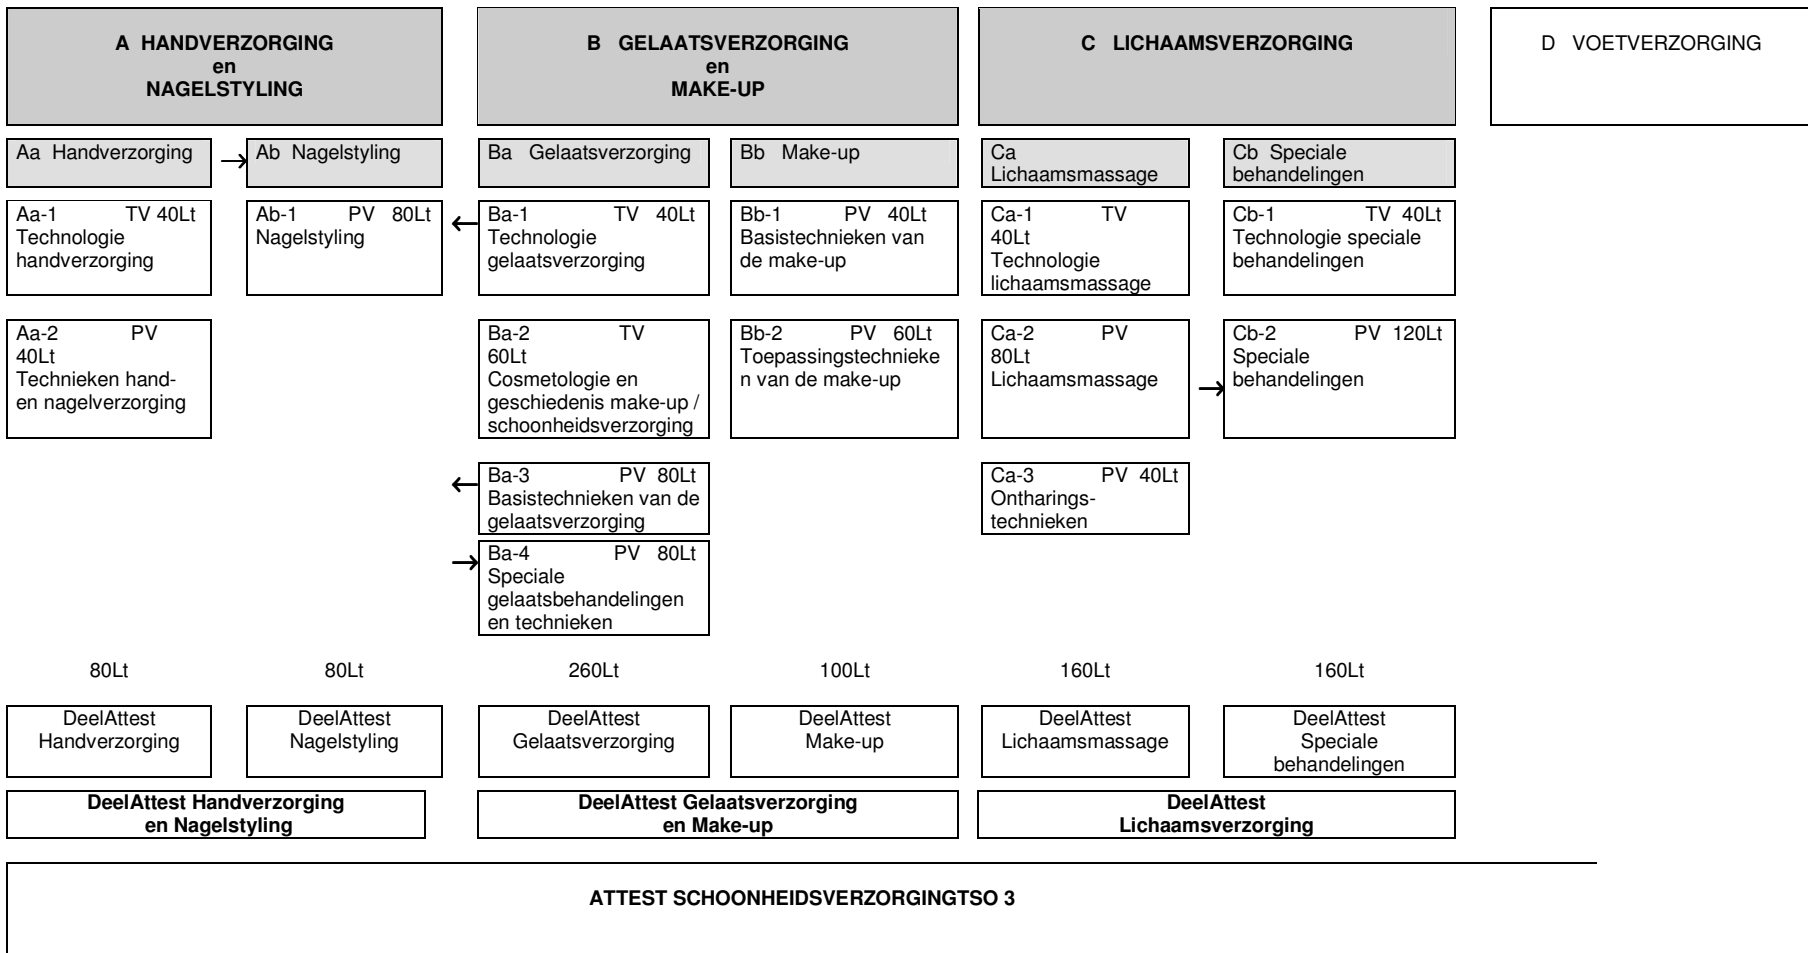 A HANDVERZORGING
en
NAGELSTYLING
B GELAATSVERZORGING
en
MAKE-UP
C LICHAAMSVERZORGING
D VOETVERZORGING
Aa Handverzorging
Ab Nagelstyling
Ba Gelaatsverzorging
Bb Make-up
Ca
Lichaamsmassage
Cb Speciale
behandelingen
Aa-1 TV 40Lt
Technologie
handverzorging
Ab-1 PV 80Lt
Nagelstyling
Ba-1 TV 40Lt
Technologie
gelaatsverzorging
Bb-1 PV 40Lt
Basistechnieken van
de make-up
Ca-1 TV
40Lt
Technologie
lichaamsmassage
Cb-1 TV 40Lt
Technologie speciale
behandelingen
Aa-2 PV
40Lt
Technieken hand-
en nagelverzorging
Ba-2 TV
60Lt
Cosmetologie en
geschiedenis make-up /
schoonheidsverzorging
Bb-2 PV 60Lt
Toepassingstechnieke
n van de make-up
Ca-2 PV
80Lt
Lichaamsmassage
Cb-2 PV 120Lt
Speciale
behandelingen
Ba-3 PV 80Lt
Basistechnieken van de
gelaatsverzorging
Ca-3 PV 40Lt
Ontharings-
technieken
Ba-4 PV 80Lt
Speciale
gelaatsbehandelingen
en technieken
80Lt
80Lt
260Lt
100Lt
160Lt
160Lt
DeelAttest
Handverzorging
DeelAttest
Nagelstyling
DeelAttest
Gelaatsverzorging
DeelAttest
Make-up
DeelAttest
Lichaamsmassage
DeelAttest
Speciale
behandelingen
DeelAttest Handverzorging
en Nagelstyling
DeelAttest Gelaatsverzorging
en Make-up
DeelAttest
Lichaamsverzorging
ATTEST SCHOONHEIDSVERZORGINGTSO 3